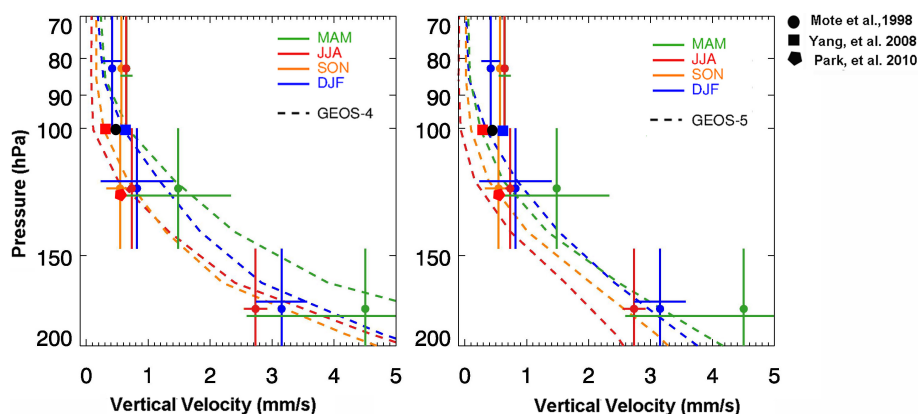 70
80
90
100
150
200
Pressure (hPa)
0 1 2 3 4 5
Vertical Velocity (mm/s)
MAM
JJA
SON
DJF
GEOS-4
70
80
90
100
150
200
0 1 2 3 4 5
Vertical Velocity (mm/s)
MAM
JJA
SON
DJF
GEOS-5
Mote et al.,1998
Yang, et al. 2008
Park, et al. 2010